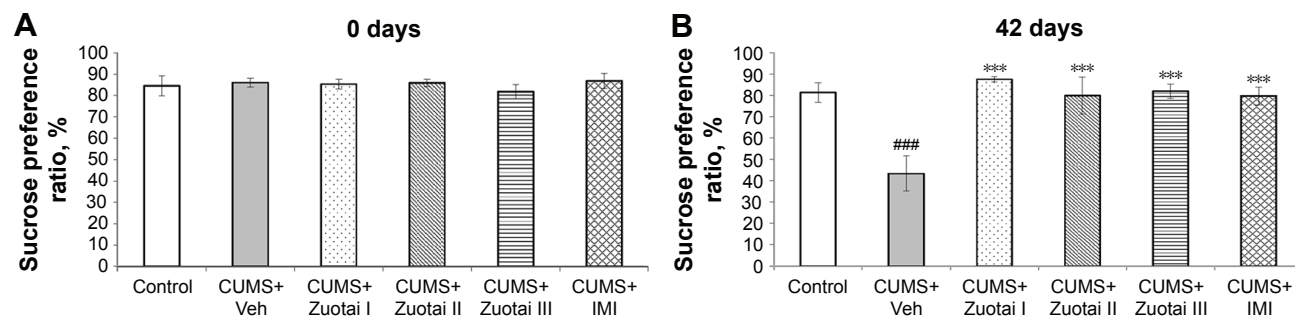 A
0 days
Sucrose preference
ratio, %
100
90
80
70
60
50
40
30
20
10
0
Control
CUMS+
Veh
CUMS+
Zuotai I
CUMS+
Zuotai II
CUMS+
Zuotai III
CUMS+
IMI
B
42 days
Sucrose preference
ratio, %
100
90
80
70
60
50
40
30
20
10
0
###
***
***
***
***
Control
CUMS+
Veh
CUMS+
Zuotai I
CUMS+
Zuotai II
CUMS+
Zuotai III
CUMS+
IMI